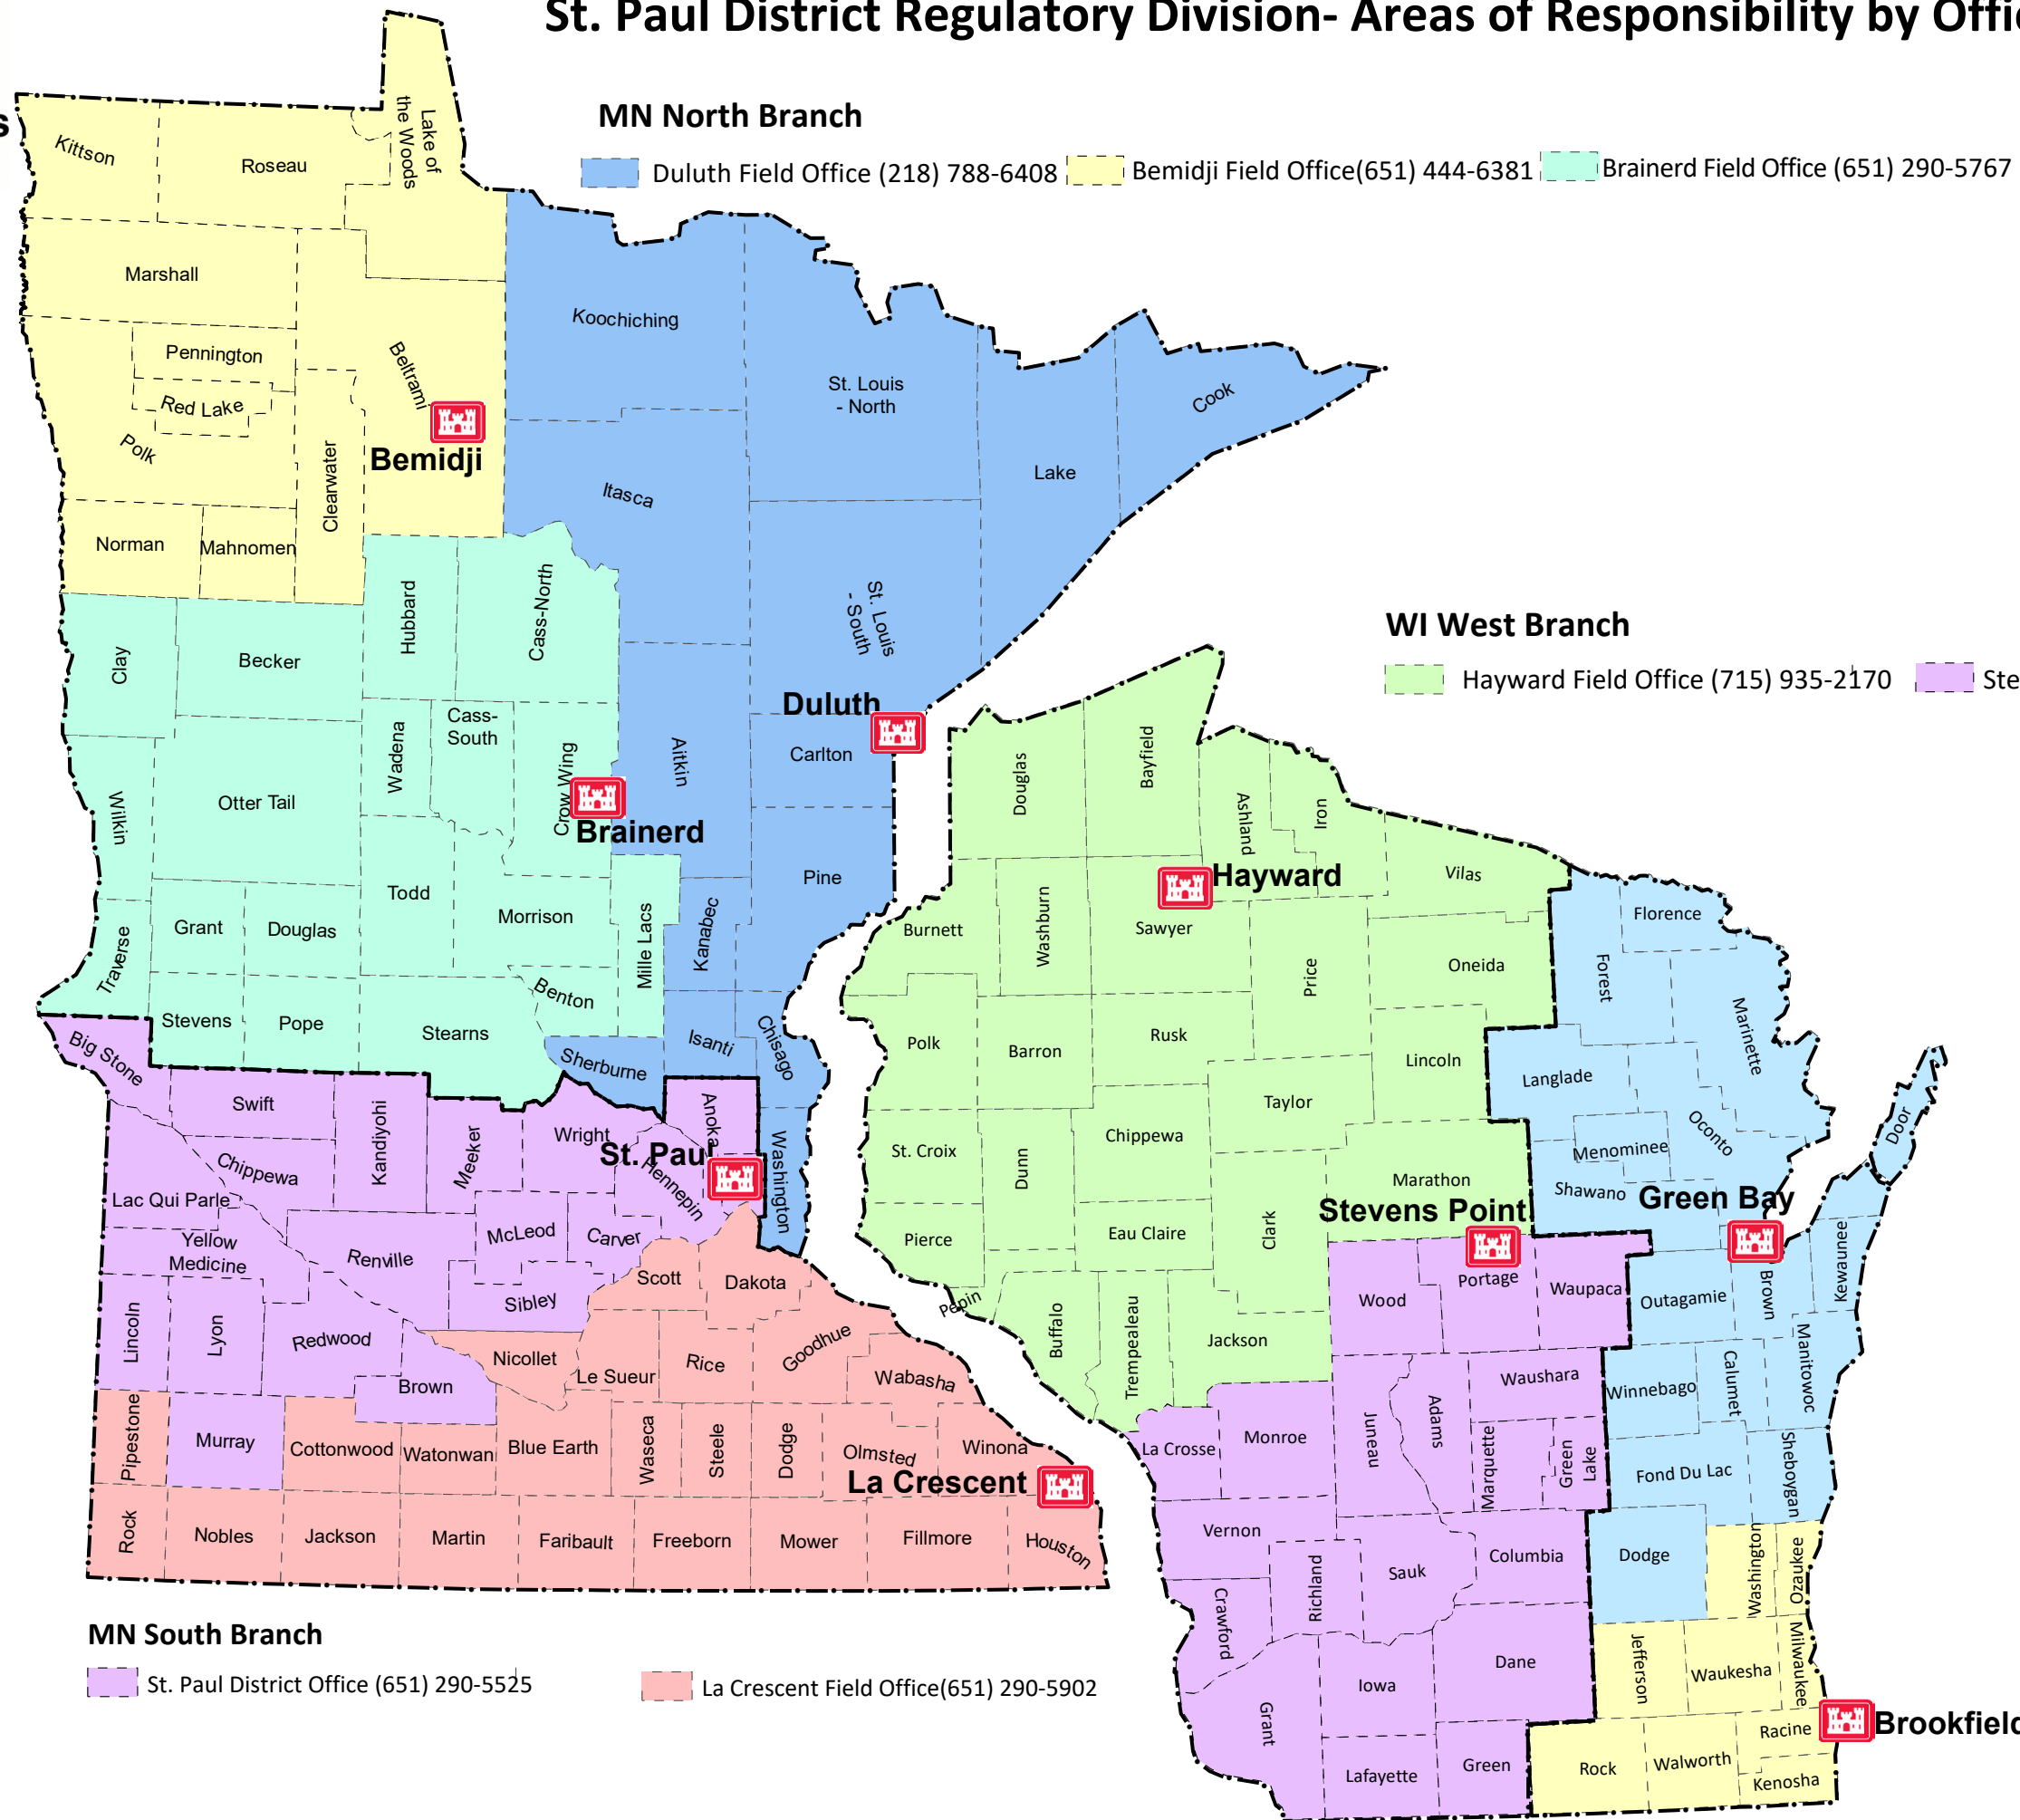 St. Paul District Regulatory Division- Areas of Responsibility by Offi
s
MN North Branch
Duluth Field Office (218) 788-6408
Bemidji Field Office(651) 444-6381
Brainerd Field Office (651) 290-5767
Kittson
Roseau
Lake of
the Woods
Marshall
Koochiching
Pennington
Beltrami
St. Louis
- North
Cook
Red Lake
Polk
Clearwater
Bemidji
Itasca
Lake
Norman
Mahnomen
Hubbard
Cass-North
St. Louis
- South
WI West Branch
Hayward Field Office (715) 935-2170
Ste
Clay
Becker
Duluth
Wadena
Cass-
South
Crow Wing
Aitkin
Carlton
Douglas
Bayfield
Ashland
Iron
Wilkin
Otter Tail
Brainerd
Pine
Hayward
Vilas
Todd
Morrison
Mille Lacs
Kanabec
Burnett
Washburn
Sawyer
Florence
Grant
Douglas
Traverse
Price
Oneida
Forest
Marinette
Benton
Stevens
Pope
Stearns
Isanti
Chisago
Polk
Barron
Rusk
Lincoln
Big Stone
Sherburne
Langlade
Swift
Kandiyohi
Meeker
Wright
Anoka
Taylor
Door
Oconto
St. Paul
Washington
St. Croix
Dunn
Chippewa
Menominee
Chippewa
Hennepin
Marathon
Shawano
Lac Qui Parle
Stevens Point
Green Bay
Yellow
Medicine
Renville
McLeod
Carver
Pierce
Eau Claire
Clark
Scott
Dakota
Sibley
Pepin
Buffalo
Trempealeau
Jackson
Wood
Portage
Waupaca
Outagamie
Brown
Kewaunee
Lincoln
Lyon
Redwood
Nicollet
Le Sueur
Rice
Goodhue
Wabasha
Brown
Waushara
Winnebago
Calumet
Manitowoc
Pipestone
Murray
Cottonwood
Watonwan
Blue Earth
Waseca
Steele
Dodge
Olmsted
Winona
La Crescent
La Crosse
Monroe
Juneau
Adams
Marquette
Green
Lake
Fond Du Lac
Sheboygan
Rock
Nobles
Jackson
Martin
Faribault
Freeborn
Mower
Fillmore
Houston
Vernon
Richland
Sauk
Columbia
Dodge
Washington
Ozaukee
Crawford
MN South Branch
St. Paul District Office (651) 290-5525
La Crescent Field Office(651) 290-5902
Grant
Iowa
Dane
Jefferson
Waukesha
Milwaukee
Brookfield
Racine
Lafayette
Green
Rock
Walworth
Kenosha